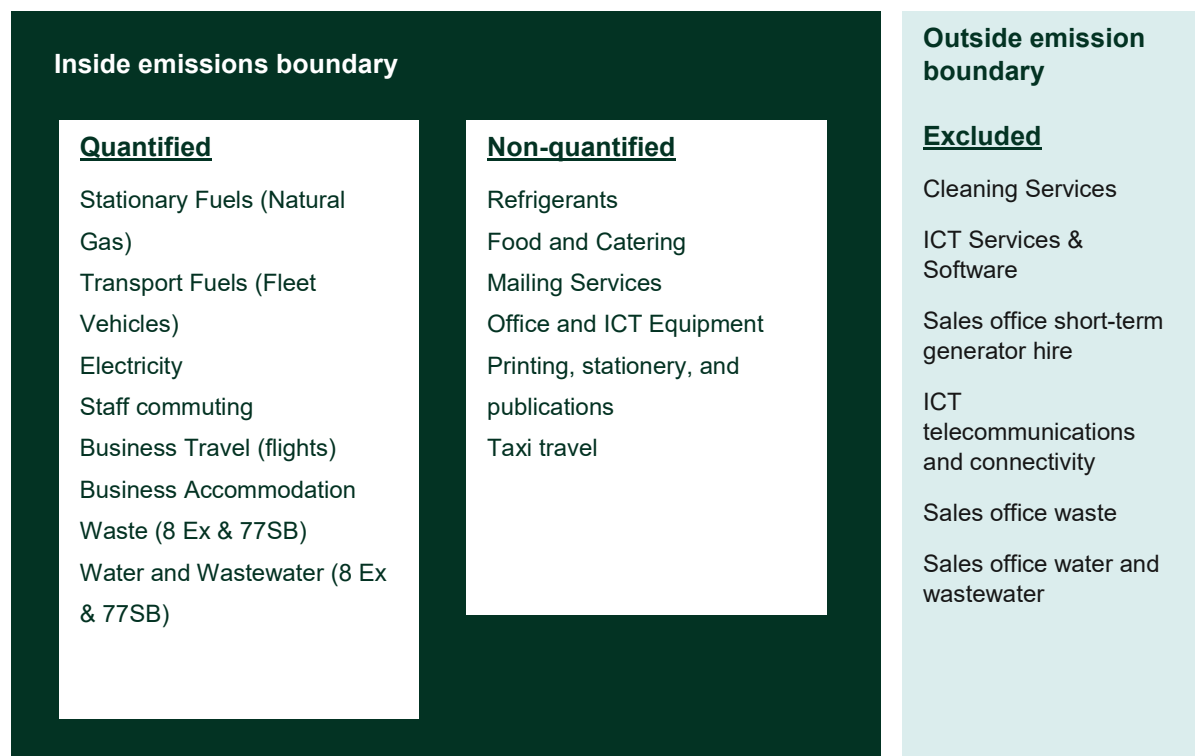 Inside emissions boundary
Quantified
Stationary Fuels (Natural
Gas)
Transport Fuels (Fleet
Vehicles)
Electricity
Staff commuting
Business Travel (flights)
Business Accommodation
Waste (8 Ex & 77SB)
Water and Wastewater (8 Ex
& 77SB)
Non-quantified
Refrigerants
Food and Catering
Mailing Services
Office and ICT Equipment
Printing, stationery, and
publications
Taxi travel
Outside emission
boundary
Excluded
Cleaning Services
ICT Services &
Software
Sales office short-term
generator hire
ICT
telecommunications
and connectivity
Sales office waste
Sales office water and
wastewater